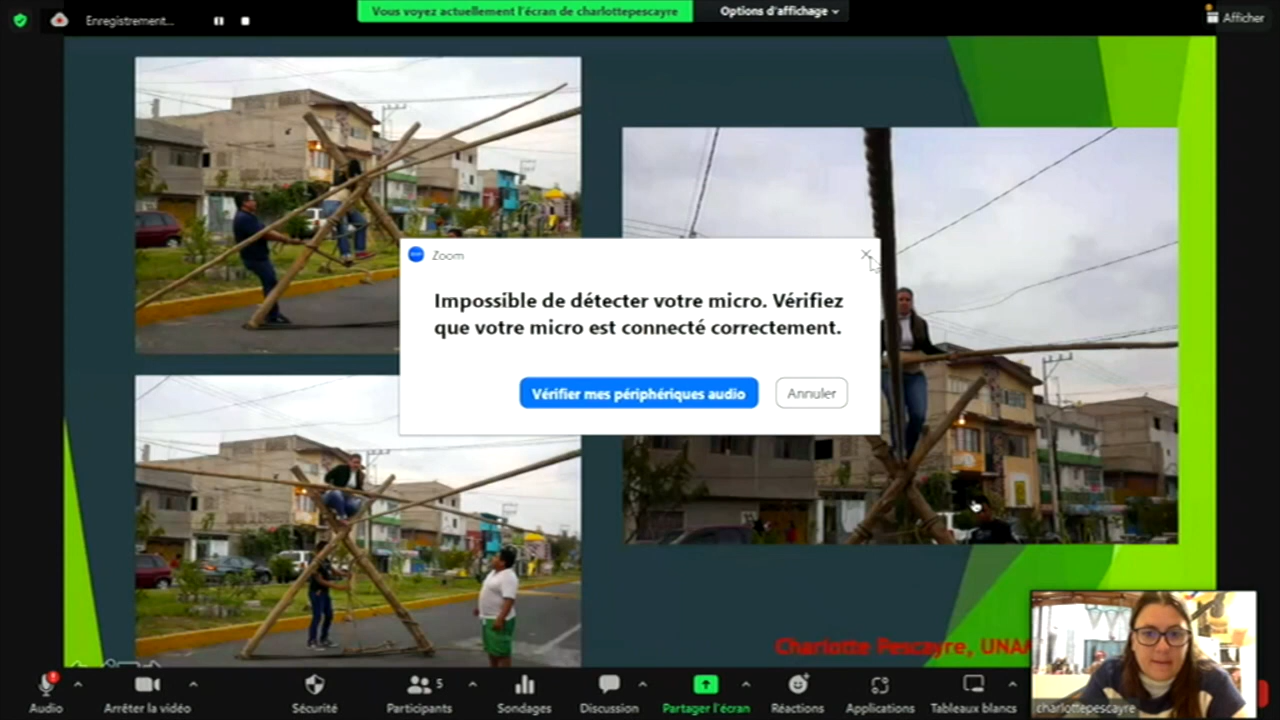 Enregistrement...
Vous voyez actuellement l'écran de charlottepescayre
Options d'affichage
Afficher
Zoom
Impossible de détecter votre micro. Vérifiez
que votre micro est connecté correctement.
Vérifier mes périphériques audio
Annuler
Charlotte Pescayre, UNA
charlottepescayre
Audio
Arrêter la vidéo
Sécurité
5
Participants
Sondages
Discussion
Partager l'écran
Réactions
Applications
Tableaux blancs